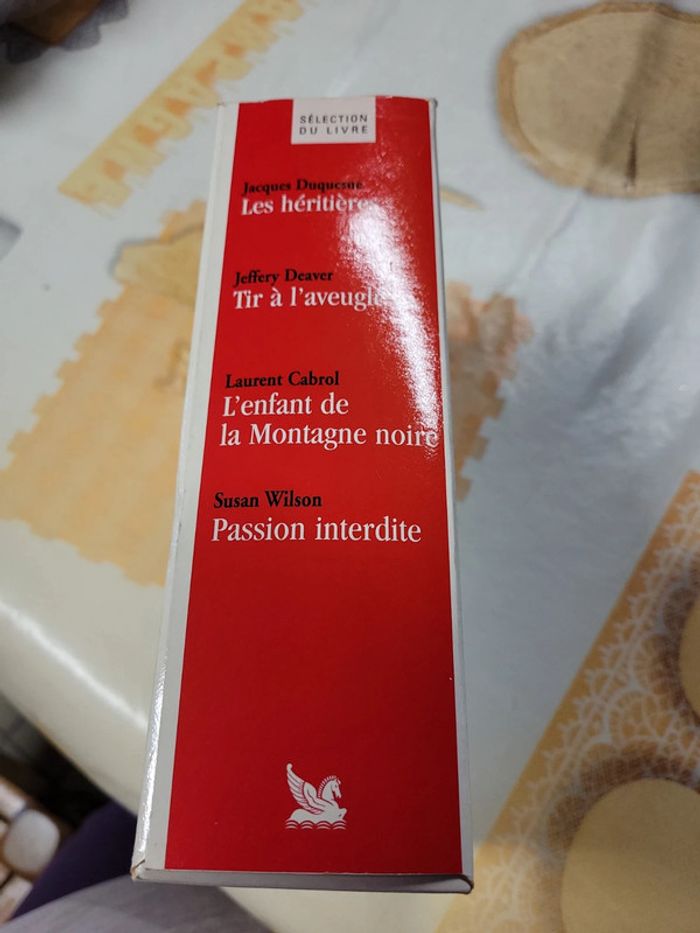 SÉLECTION
DU LIVRE
Jacques Duquesne
Les héritières
Jeffery Deaver
Tir à l'aveugle
Laurent Cabrol
L'enfant de
la Montagne noire
Susan Wilson
Passion interdite